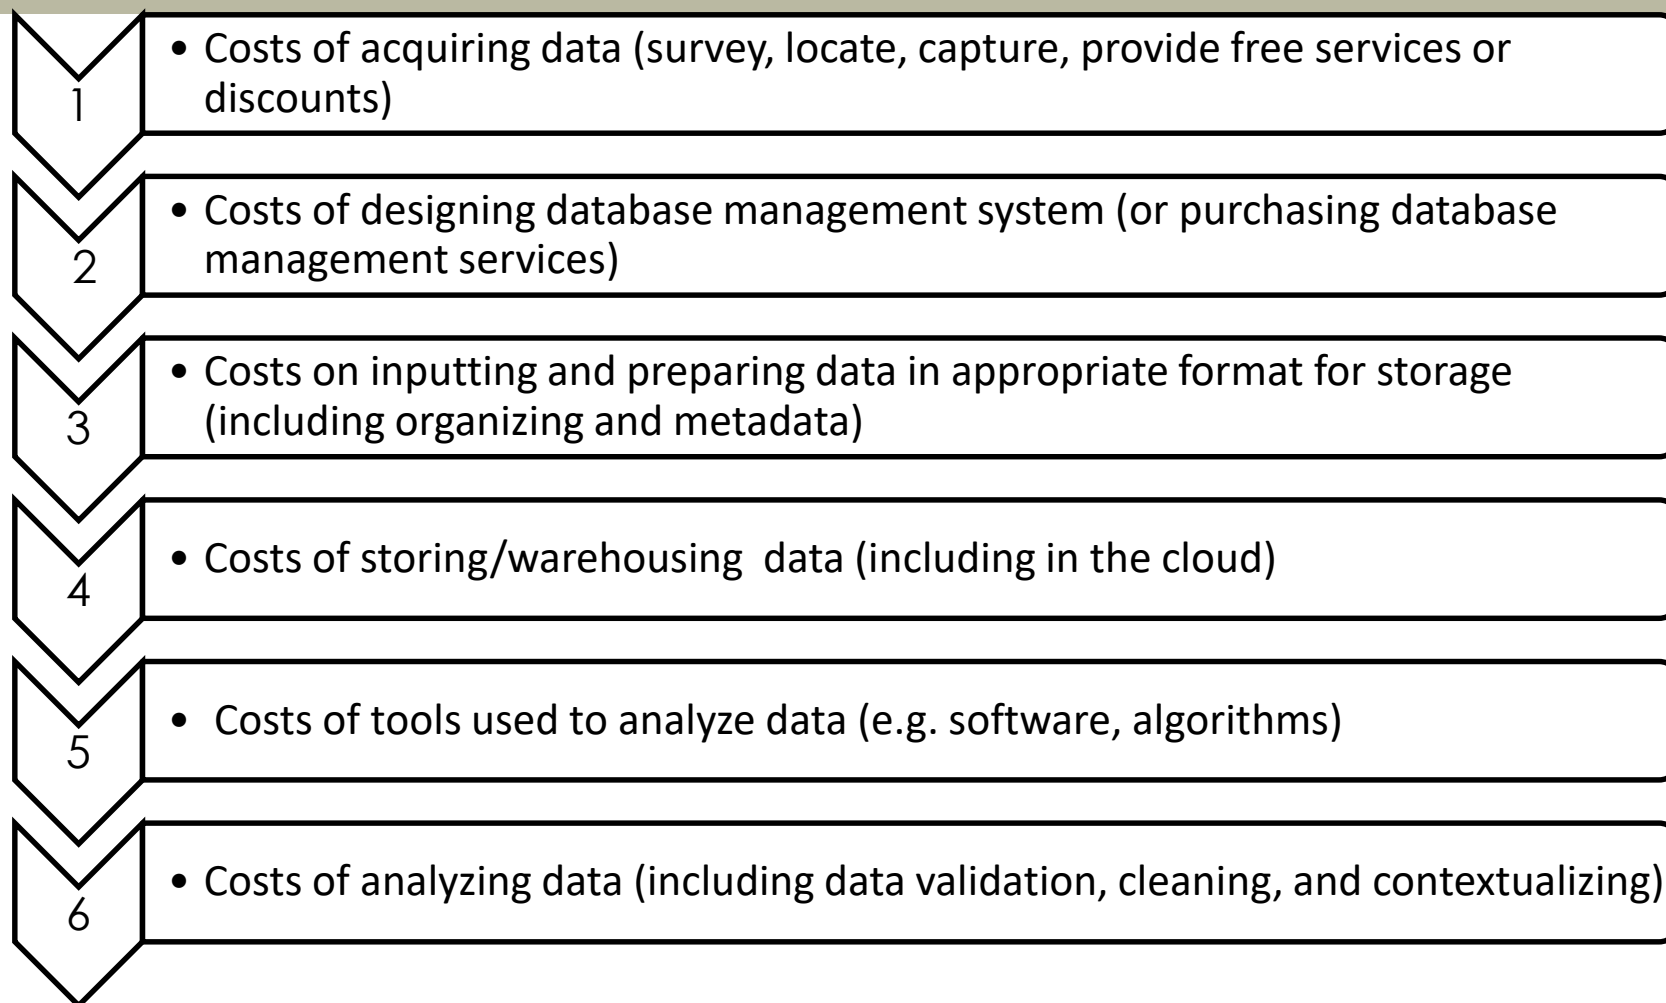 1
• Costs of acquiring data (survey, locate, capture, provide free services or
discounts)
2
• Costs of designing database management system (or purchasing database
management services)
3
• Costs on inputting and preparing data in appropriate format for storage
(including organizing and metadata)
4
• Costs of storing/warehousing  data (including in the cloud)
5
• Costs of tools used to analyze data (e.g. software, algorithms)
6
• Costs of analyzing data (including data validation, cleaning, and contextualizing)